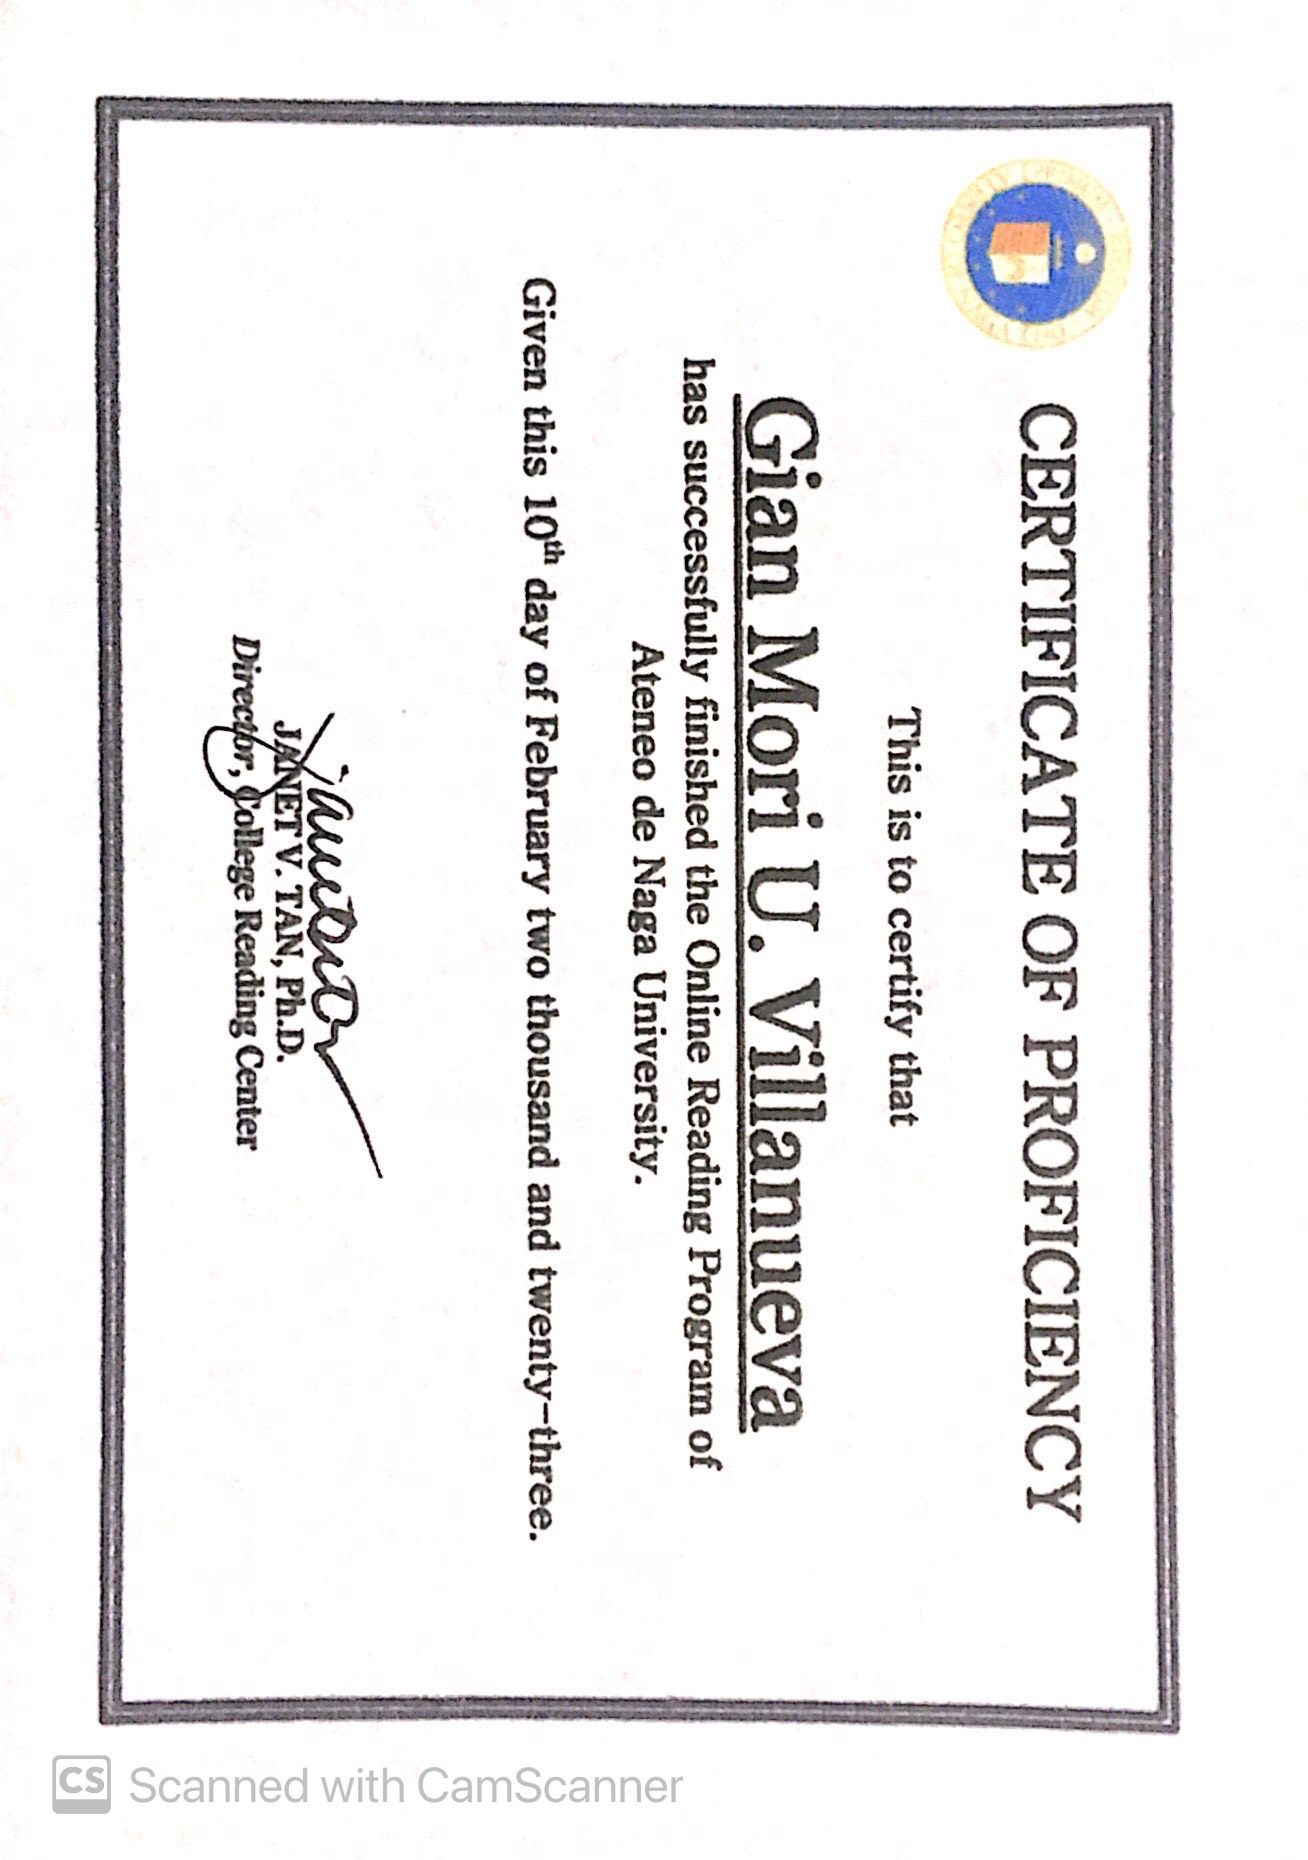 CERTIFICATE OF PROFICIENCY
This is to certify that
Gian Mori U. Villanueva
has successfully finished the Online Reading Program of
Ateneo de Naga University.
Given this 10th day of February two thousand and twenty-three.
JANET V. TAN, Ph.D.
Director, College Reading Center
CS Scanned with CamScanner